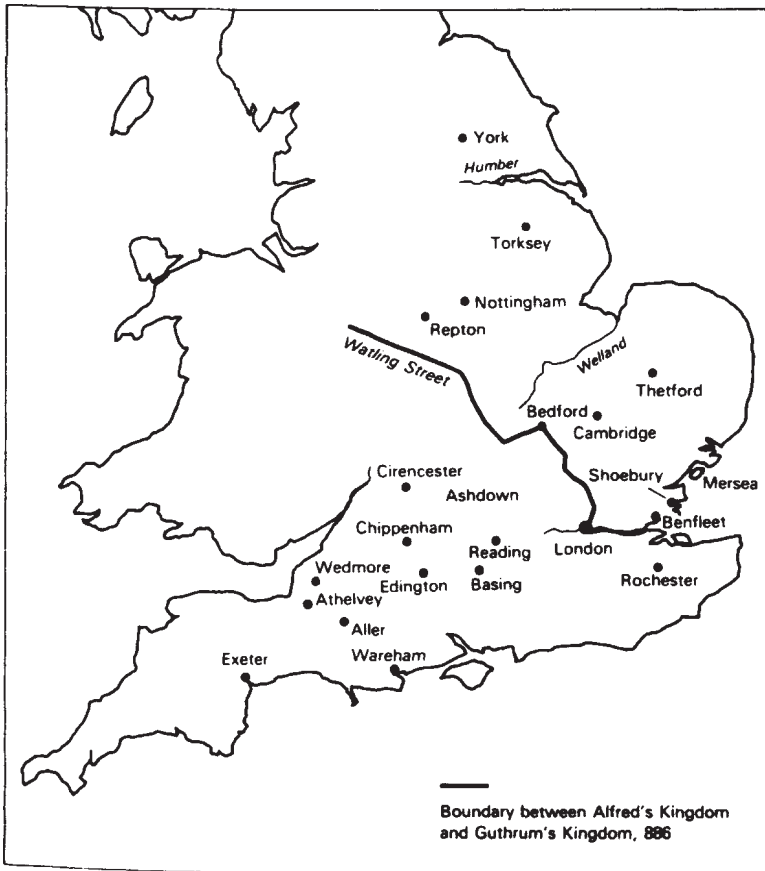 York
Humber
Torksey
Nottingham
Repton
Watling Street
Welland
Thetford
Bedford
Cambridge
Cirencester
Ashdown
Shoebury
Mersea
Chippenham
Benfleet
Reading
London
Wedmore
Edington
Basing
Rochester
Athelvey
Aller
Wareham
Exeter
Boundary between Alfred's Kingdom
and Guthrum's Kingdom, 886